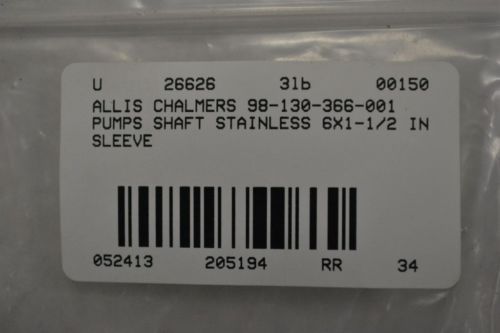 U 26626 3lb 00150
ALLIS CHALMERS 98-130-366-001
PUMPS SHAFT STAINLESS 6X1-1/2 IN
SLEEVE
052413 205194 RR 34